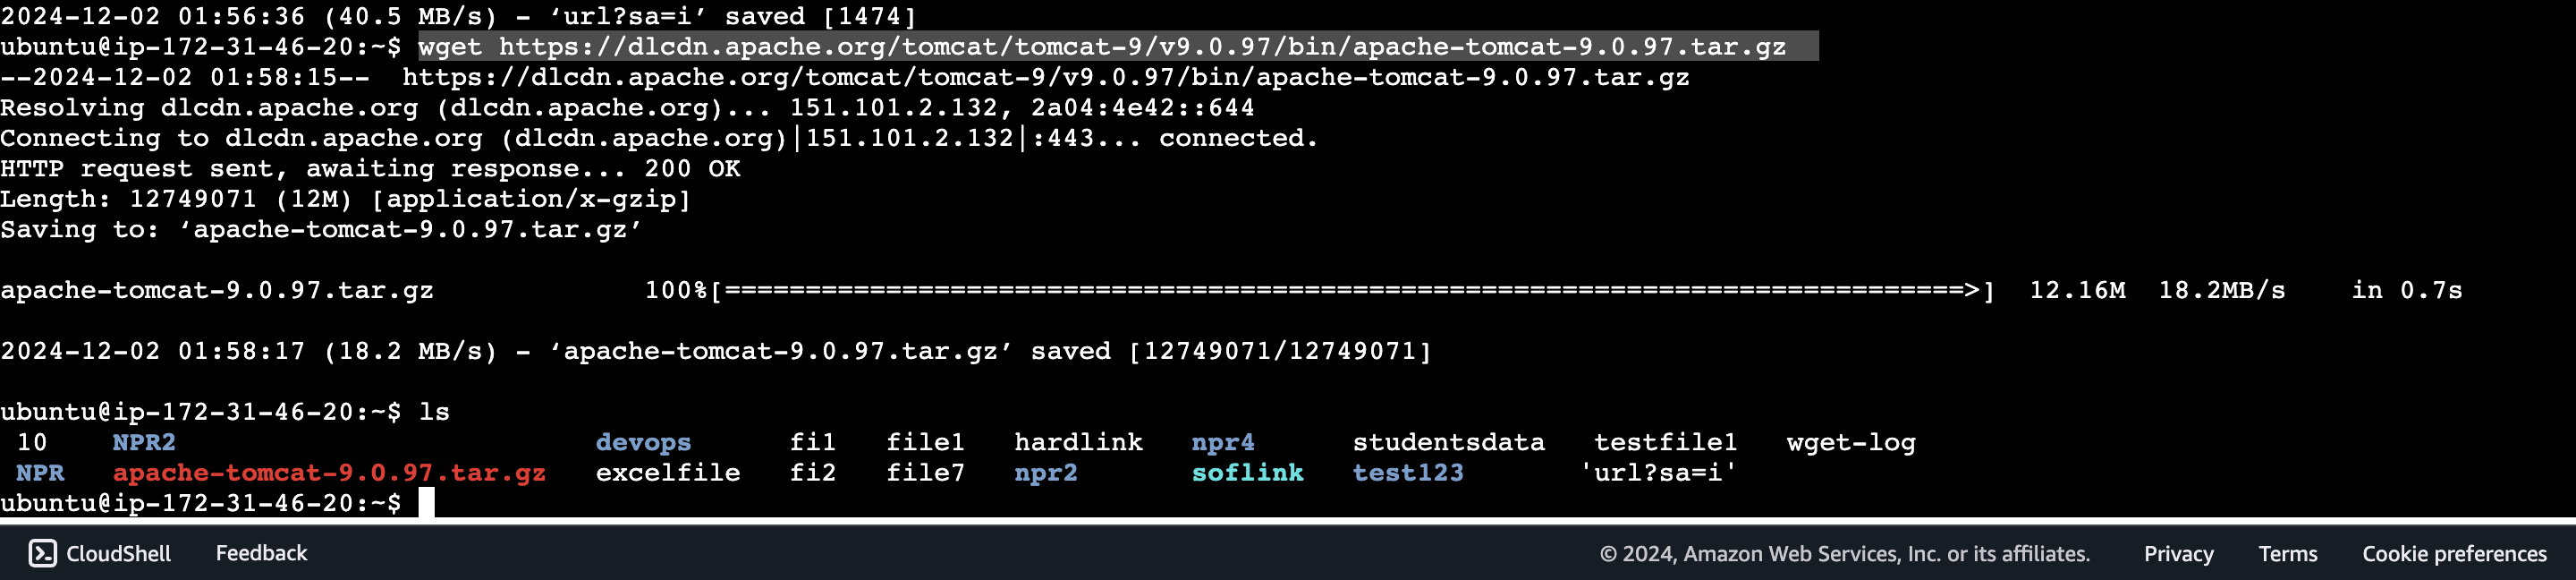 2024-12-02 01:56:36 (40.5 MB/s) - ‘url?sa=i’ saved [1474]
ubuntu@ip-172-31-46-20:~$ wget https://dlcdn.apache.org/tomcat/tomcat-9/v9.0.97/bin/apache-tomcat-9.0.97.tar.gz
--2024-12-02 01:58:15--  https://dlcdn.apache.org/tomcat/tomcat-9/v9.0.97/bin/apache-tomcat-9.0.97.tar.gz
Resolving dlcdn.apache.org (dlcdn.apache.org)... 151.101.2.132, 2a04:4e42::644
Connecting to dlcdn.apache.org (dlcdn.apache.org)|151.101.2.132|:443... connected.
HTTP request sent, awaiting response... 200 OK
Length: 12749071 (12M) [application/x-gzip]
Saving to: ‘apache-tomcat-9.0.97.tar.gz’
apache-tomcat-9.0.97.tar.gz             100%[=============================================================================>]  12.16M  18.2MB/s    in 0.7s
2024-12-02 01:58:17 (18.2 MB/s) - ‘apache-tomcat-9.0.97.tar.gz’ saved [12749071/12749071]
ubuntu@ip-172-31-46-20:~$ ls
10    NPR2                          devops      fi1   file1   hardlink   npr4      studentsdata   testfile1   wget-log
NPR   apache-tomcat-9.0.97.tar.gz   excelfile   fi2   file7   npr2       soflink   test123       'url?sa=i'
ubuntu@ip-172-31-46-20:~$
CloudShell Feedback © 2024, Amazon Web Services, Inc. or its affiliates. Privacy Terms Cookie preferences